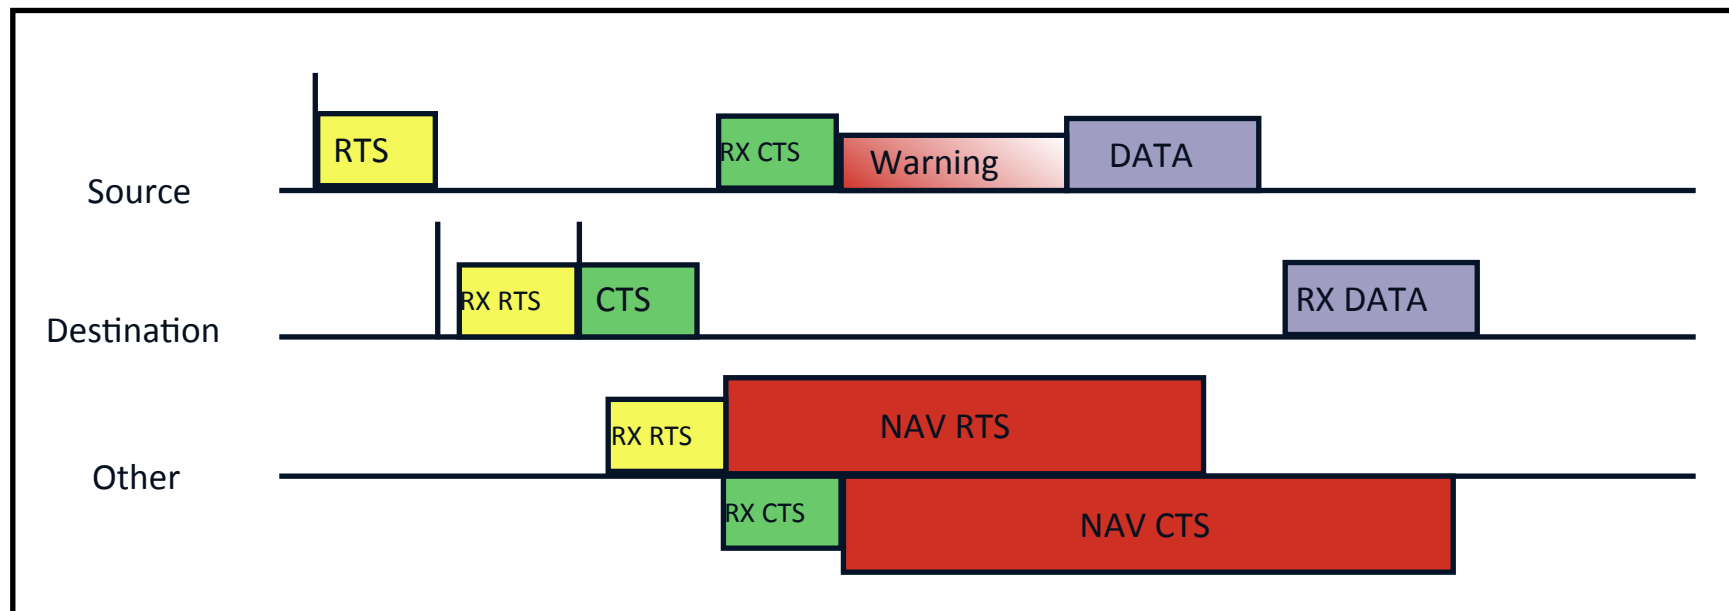 RTS
RX CTS
Warning
DATA
Source
RX RTS
CTS
RX DATA
Destination
RX RTS
NAV RTS
Other
RX CTS
NAV CTS